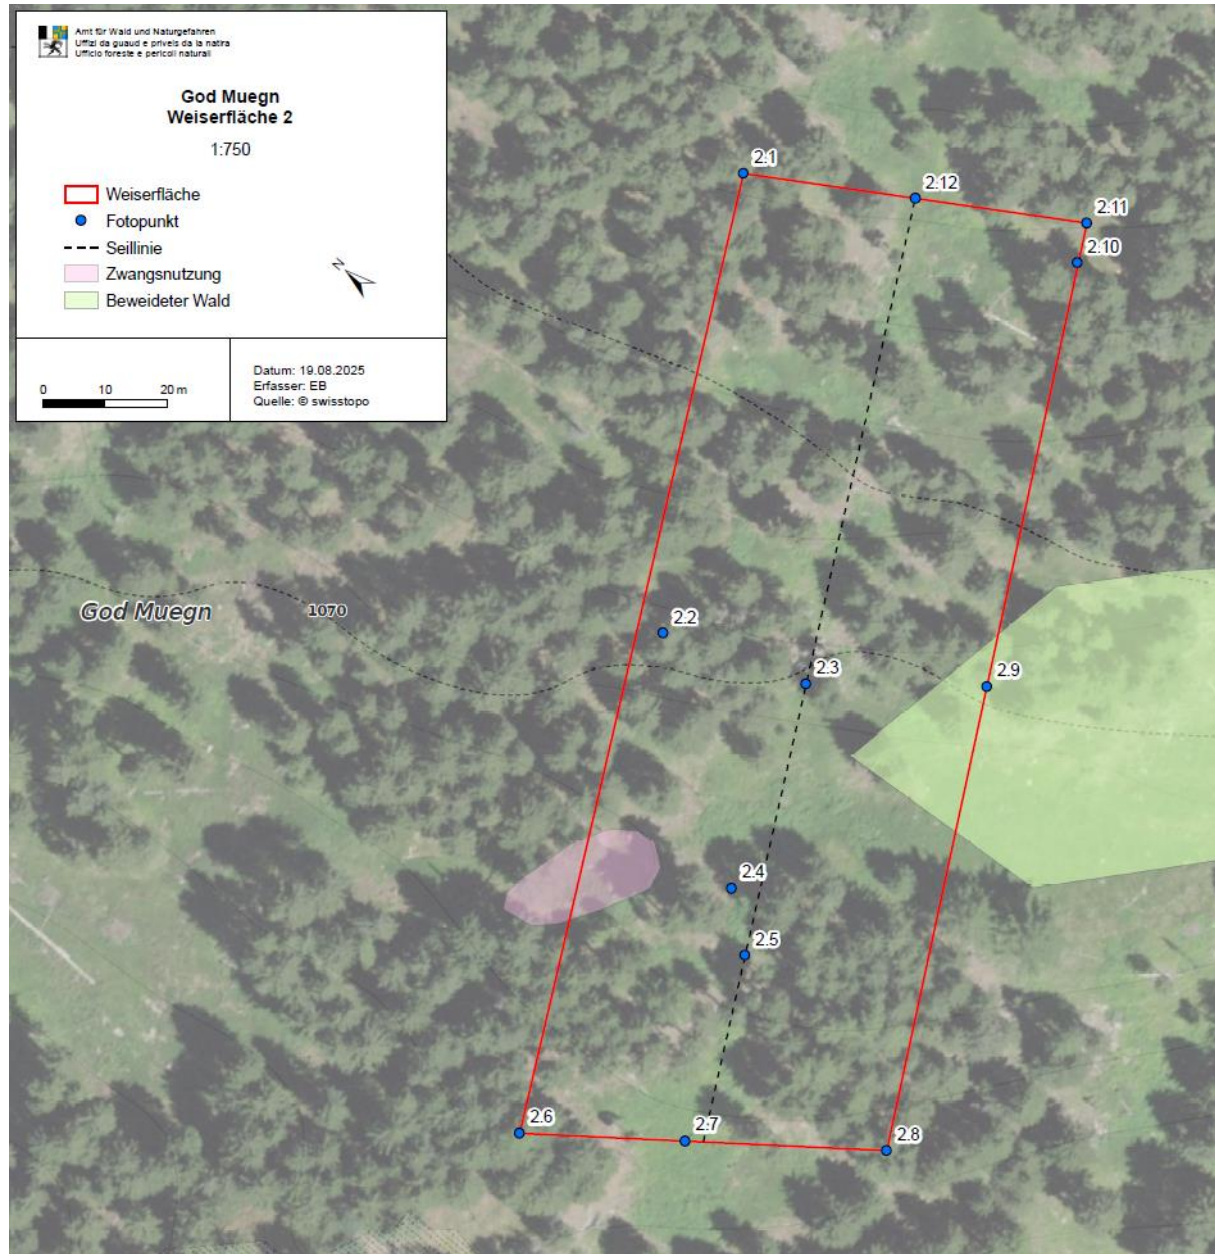 Amt für Wald und Naturgefahren
Uffizi da guaud e privels da la natira
Ufficio foreste e pericoli naturali
God Muegn
Weiserfläche 2
1:750
Weiserfläche
Fotopunkt
Seillinie
Zwangsnutzung
Beweideter Wald
N
0 10 20 m
Datum: 19.08.2025
Erfasser: EB
Quelle: © swisstopo
2.1
2.12
2.11
2.10
God Muegn
1070
2.2
2.3
2.9
2.4
2.5
2.6
2.7
2.8